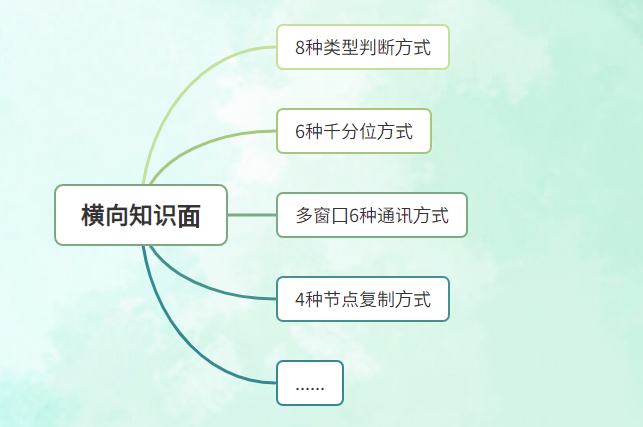 8种类型判断方式
6种千分位方式
横向知识面
多窗口6种通讯方式
4种节点复制方式
......